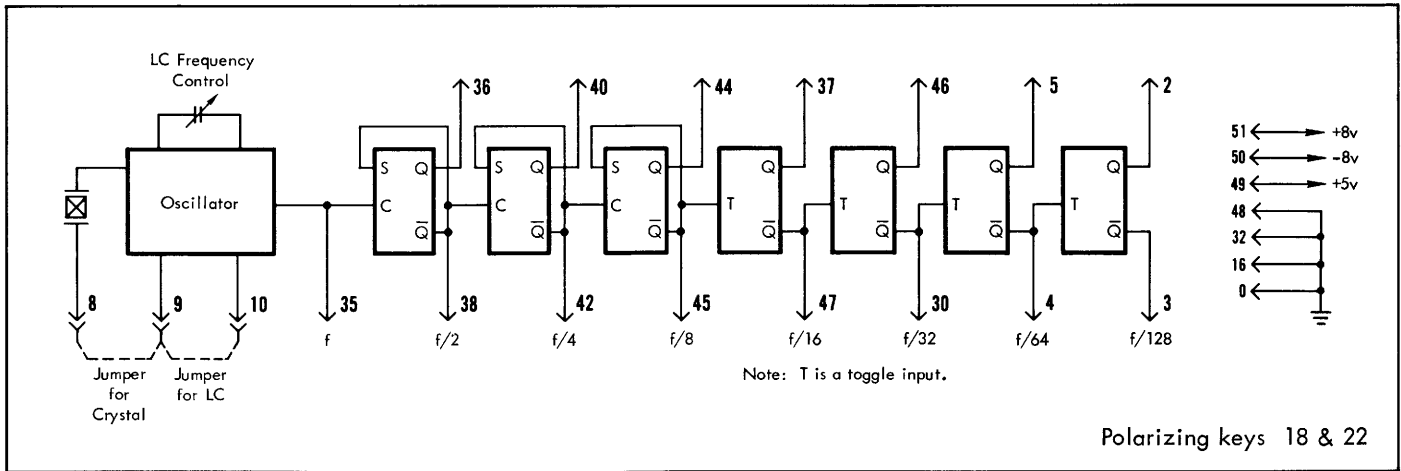 LC Frequency
Control
36
40
44
37
46
5
2
51 +8v
50 -8v
49 +5v
48
32
16
0
Oscillator
S Q
C
Q̅
S Q
C
Q̅
S Q
C
Q̅
Q
T
Q̅
Q
T
Q̅
Q
T
Q̅
Q
T
Q̅
8
9
10
35
38
42
45
47
30
4
3
f
f/2
f/4
f/8
f/16
f/32
f/64
f/128
Jumper
for
Crystal
Jumper
for LC
Note: T is a toggle input.
Polarizing keys 18 & 22